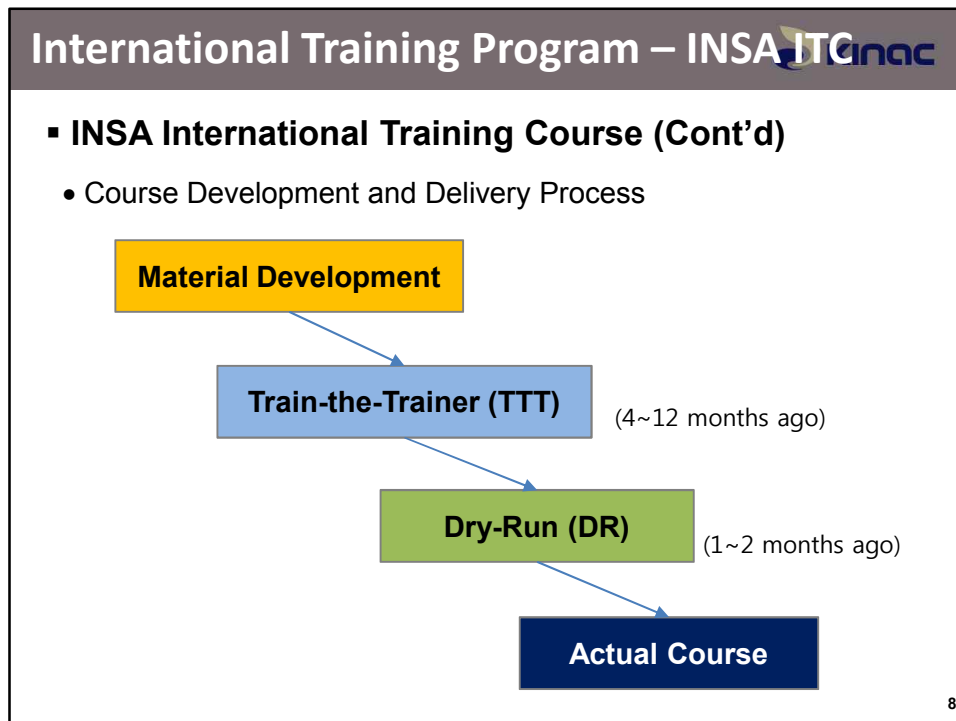 International Training Program – INSA ITC
Kinac
▪ INSA International Training Course (Cont’d)
• Course Development and Delivery Process
Material Development
Train-the-Trainer (TTT)
(4~12 months ago)
Dry-Run (DR)
(1~2 months ago)
Actual Course
8